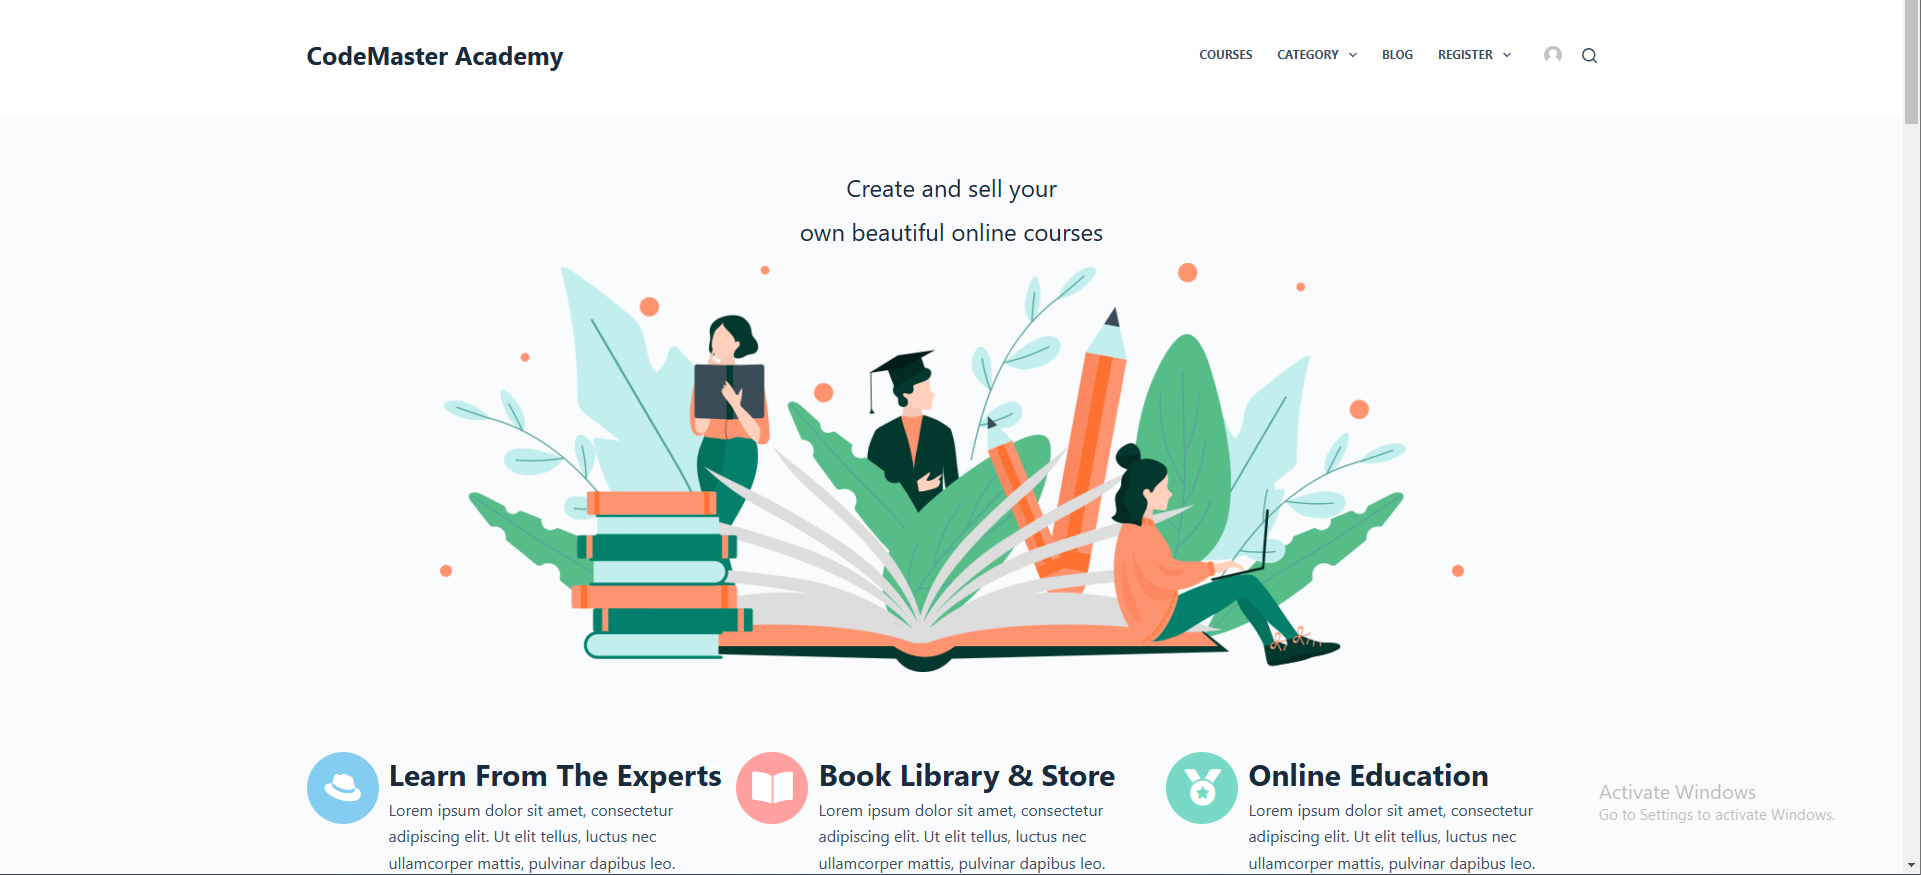 CodeMaster Academy
COURSES CATEGORY BLOG REGISTER
Create and sell your
own beautiful online courses
Learn From The Experts
Lorem ipsum dolor sit amet, consectetur
adipiscing elit. Ut elit tellus, luctus nec
ullamcorper mattis, pulvinar dapibus leo.
Book Library & Store
Lorem ipsum dolor sit amet, consectetur
adipiscing elit. Ut elit tellus, luctus nec
ullamcorper mattis, pulvinar dapibus leo.
Online Education
Lorem ipsum dolor sit amet, consectetur
adipiscing elit. Ut elit tellus, luctus nec
ullamcorper mattis, pulvinar dapibus leo.
Activate Windows
Go to Settings to activate Windows.